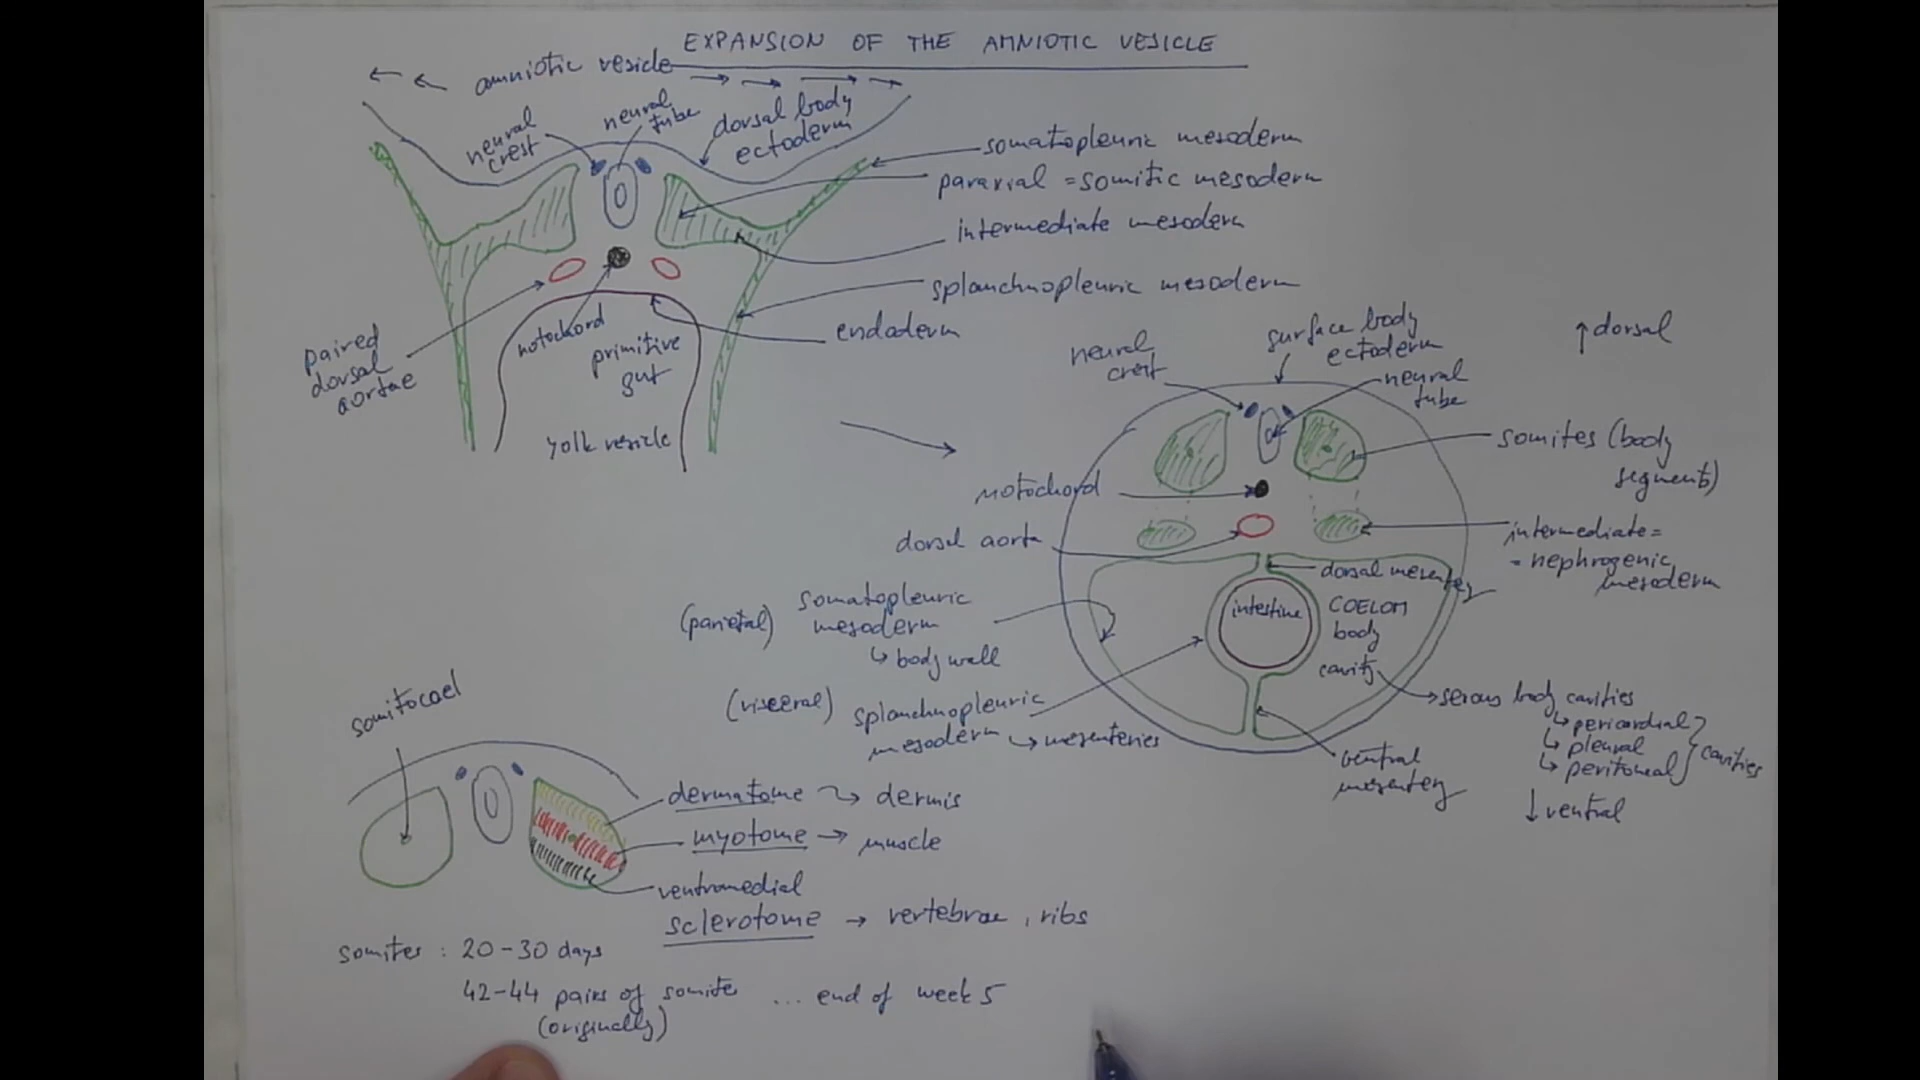 EXPANSION OF THE AMNIOTIC VESICLE
amniotic vesicle
neural
crest
neural
tube
dorsal body
ectoderm
somatopleuric mesoderm
paraxial = somitic mesoderm
intermediate mesoderm
splanchnopleuric mesoderm
endoderm
paired
dorsal
aortae
notochord
primitive
gut
yolk vesicle
neural
crest
surface body
ectoderm
neural
tube
↑ dorsal
somites (body
segments)
notochord
dorsal aorta
intermediate =
= nephrogenic
mesoderm
dorsal mesentery
intestine
COELOM
body
cavity
(parietal) somatopleuric
mesoderm
↳ body wall
(visceral) splanchnopleuric
mesoderm ↳ mesenteries
→ serous body cavities
↳ pericardial
↳ pleural
↳ peritoneal
} cavities
ventral
mesentery
↓ ventral
somitocoel
dermatome → dermis
myotome → muscle
ventromedial
sclerotome → vertebrae, ribs
somites : 20-30 days
42-44 pairs of somite ... end of week 5
(originally)